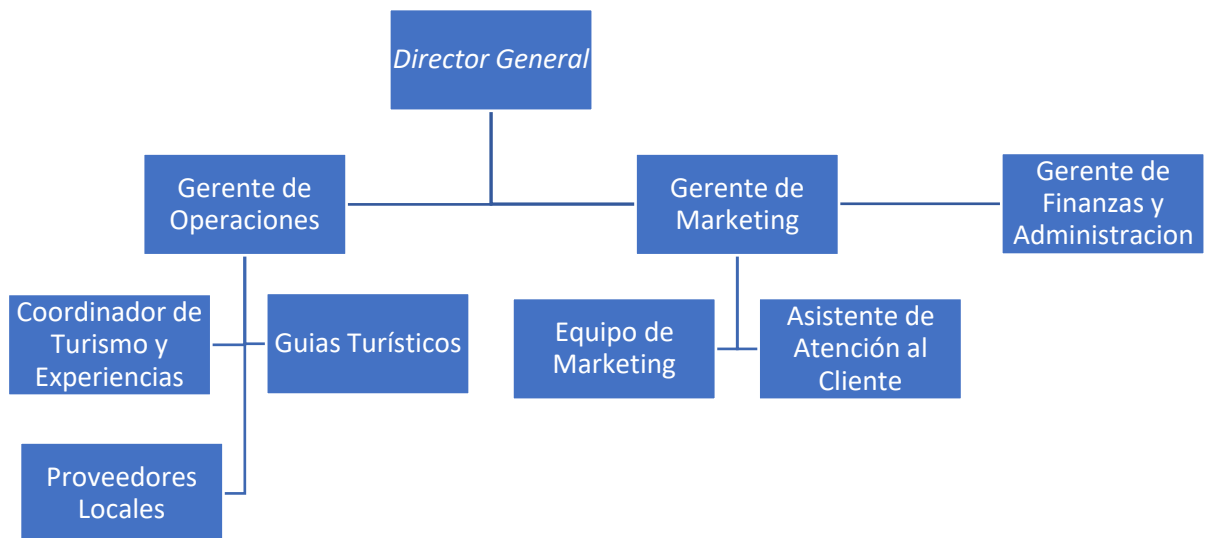 Director General
Gerente de
Operaciones
Gerente de
Marketing
Gerente de
Finanzas y
Administracion
Coordinador de
Turismo y
Experiencias
Guias Turísticos
Equipo de
Marketing
Asistente de
Atención al
Cliente
Proveedores
Locales